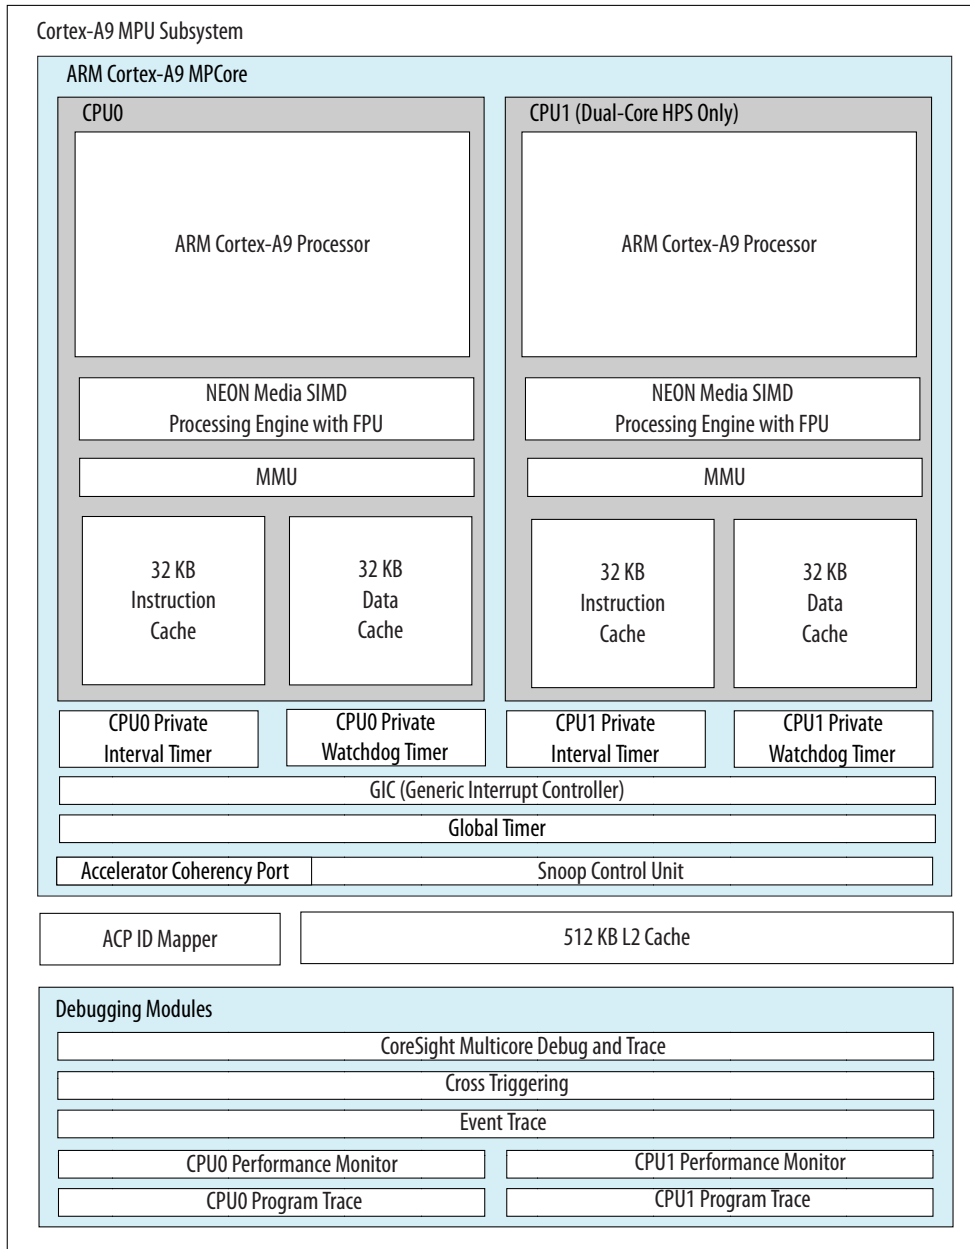 Cortex-A9 MPU Subsystem
ARM Cortex-A9 MPCore
CPU0
ARM Cortex-A9 Processor
NEON Media SIMD
Processing Engine with FPU
MMU
32 KB
Instruction
Cache
32 KB
Data
Cache
CPU1 (Dual-Core HPS Only)
ARM Cortex-A9 Processor
NEON Media SIMD
Processing Engine with FPU
MMU
32 KB
Instruction
Cache
32 KB
Data
Cache
CPU0 Private
Interval Timer
CPU0 Private
Watchdog Timer
CPU1 Private
Interval Timer
CPU1 Private
Watchdog Timer
GIC (Generic Interrupt Controller)
Global Timer
Accelerator Coherency Port
Snoop Control Unit
ACP ID Mapper
512 KB L2 Cache
Debugging Modules
CoreSight Multicore Debug and Trace
Cross Triggering
Event Trace
CPU0 Performance Monitor
CPU1 Performance Monitor
CPU0 Program Trace
CPU1 Program Trace